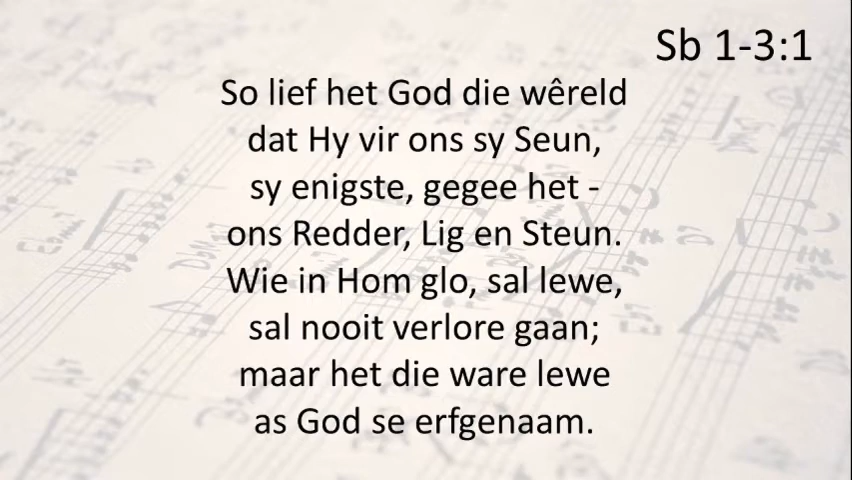 Sb 1-3:1
So lief het God die wêreld
dat Hy vir ons sy Seun,
sy enigste, gegee het -
ons Redder, Lig en Steun.
Wie in Hom glo, sal lewe,
sal nooit verlore gaan;
maar het die ware lewe
as God se erfgenaam.